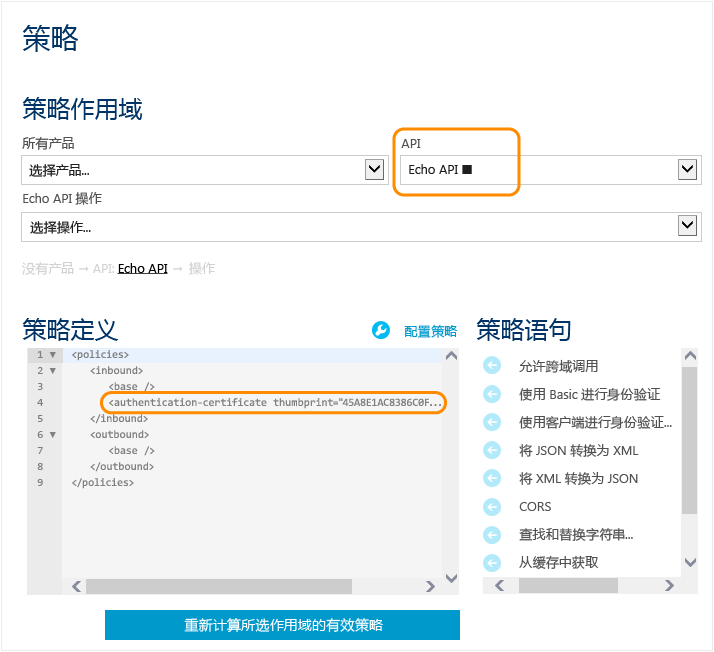 策略
策略作用域
所有产品
API
选择产品...
Echo API ■
Echo API 操作
选择操作...
没有产品 → API: Echo API → 操作
策略定义
配置策略
1 <policies>
2 <inbound>
3 <base />
4 <authentication-certificate thumbprint="45A8E1AC8386C0F...
5 </inbound>
6 <outbound>
7 <base />
8 </outbound>
9 </policies>
策略语句
允许跨域调用
使用 Basic 进行身份验证
使用客户端进行身份验证...
将 JSON 转换为 XML
将 XML 转换为 JSON
CORS
查找和替换字符串...
从缓存中获取
重新计算所选作用域的有效策略